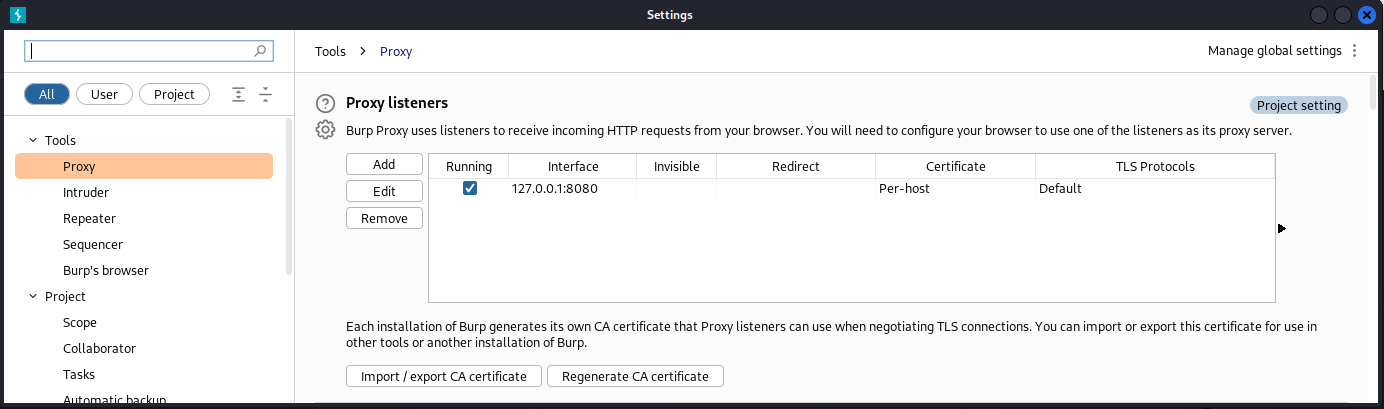 Settings
Tools > Proxy
Manage global settings
All
User
Project
Tools
Proxy
Intruder
Repeater
Sequencer
Burp's browser
Project
Scope
Collaborator
Tasks
Automatic backup
Proxy listeners
Project setting
Burp Proxy uses listeners to receive incoming HTTP requests from your browser. You will need to configure your browser to use one of the listeners as its proxy server.
Add
Edit
Remove
Running Interface Invisible Redirect Certificate TLS Protocols
127.0.0.1:8080 Per-host Default
Each installation of Burp generates its own CA certificate that Proxy listeners can use when negotiating TLS connections. You can import or export this certificate for use in
other tools or another installation of Burp.
Import / export CA certificate
Regenerate CA certificate